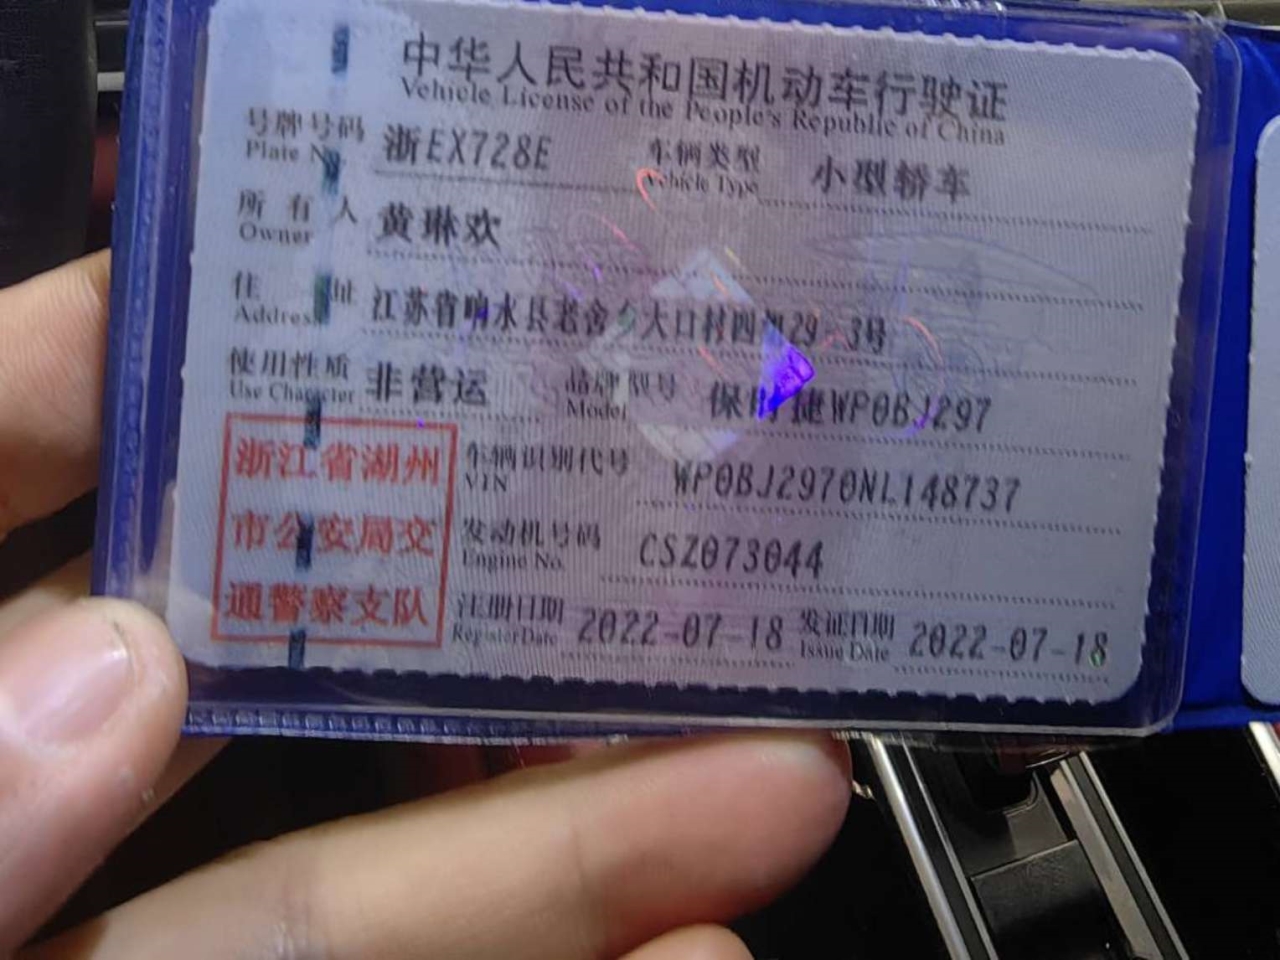 中华人民共和国机动车行驶证
Vehicle License of the People's Republic of China
号牌号码 浙EX728E 车辆类型 小型轿车
Plate No. Vehicle Type
所有人 黄琳欢
Owner
住址 江苏省响水县老舍乡大口村四组29-3号
Address
使用性质 非营运 品牌型号 保时捷WP0BJ297
Use Character Model
浙江省湖州
市公安局交
通警察支队
车辆识别代号 WP0BJ2970NL148737
VIN
发动机号码 CSZ073044
Engine No.
注册日期 2022-07-18 发证日期 2022-07-18
Register Date Issue Date